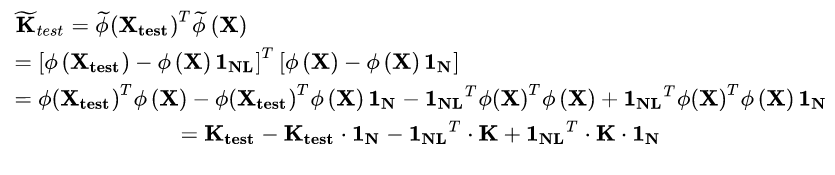 K̃_test = φ̃(X_test)^T φ̃ (X)
= [ϕ (X_test) − ϕ (X) 1_NL]^T [ϕ (X) − ϕ (X) 1_N]
= ϕ(X_test)^T ϕ (X) − ϕ(X_test)^T ϕ (X) 1_N − 1_NL^T ϕ(X)^T ϕ (X) + 1_NL^T ϕ(X)^T ϕ (X) 1_N
= K_test − K_test · 1_N − 1_NL^T · K + 1_NL^T · K · 1_N